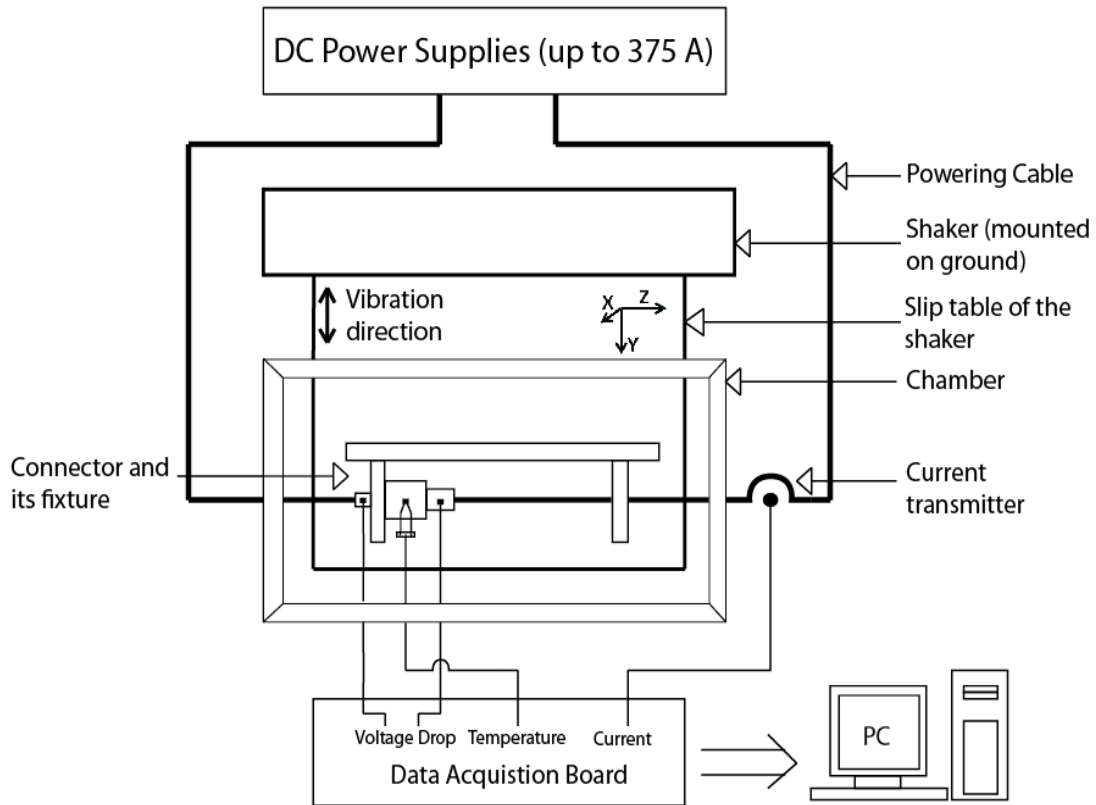 DC Power Supplies (up to 375 A)
Powering Cable
Shaker (mounted
on ground)
Vibration
direction
X
Z
Y
Slip table of the
shaker
Chamber
Connector and
its fixture
Current
transmitter
Voltage Drop
Temperature
Current
Data Acquistion Board
PC